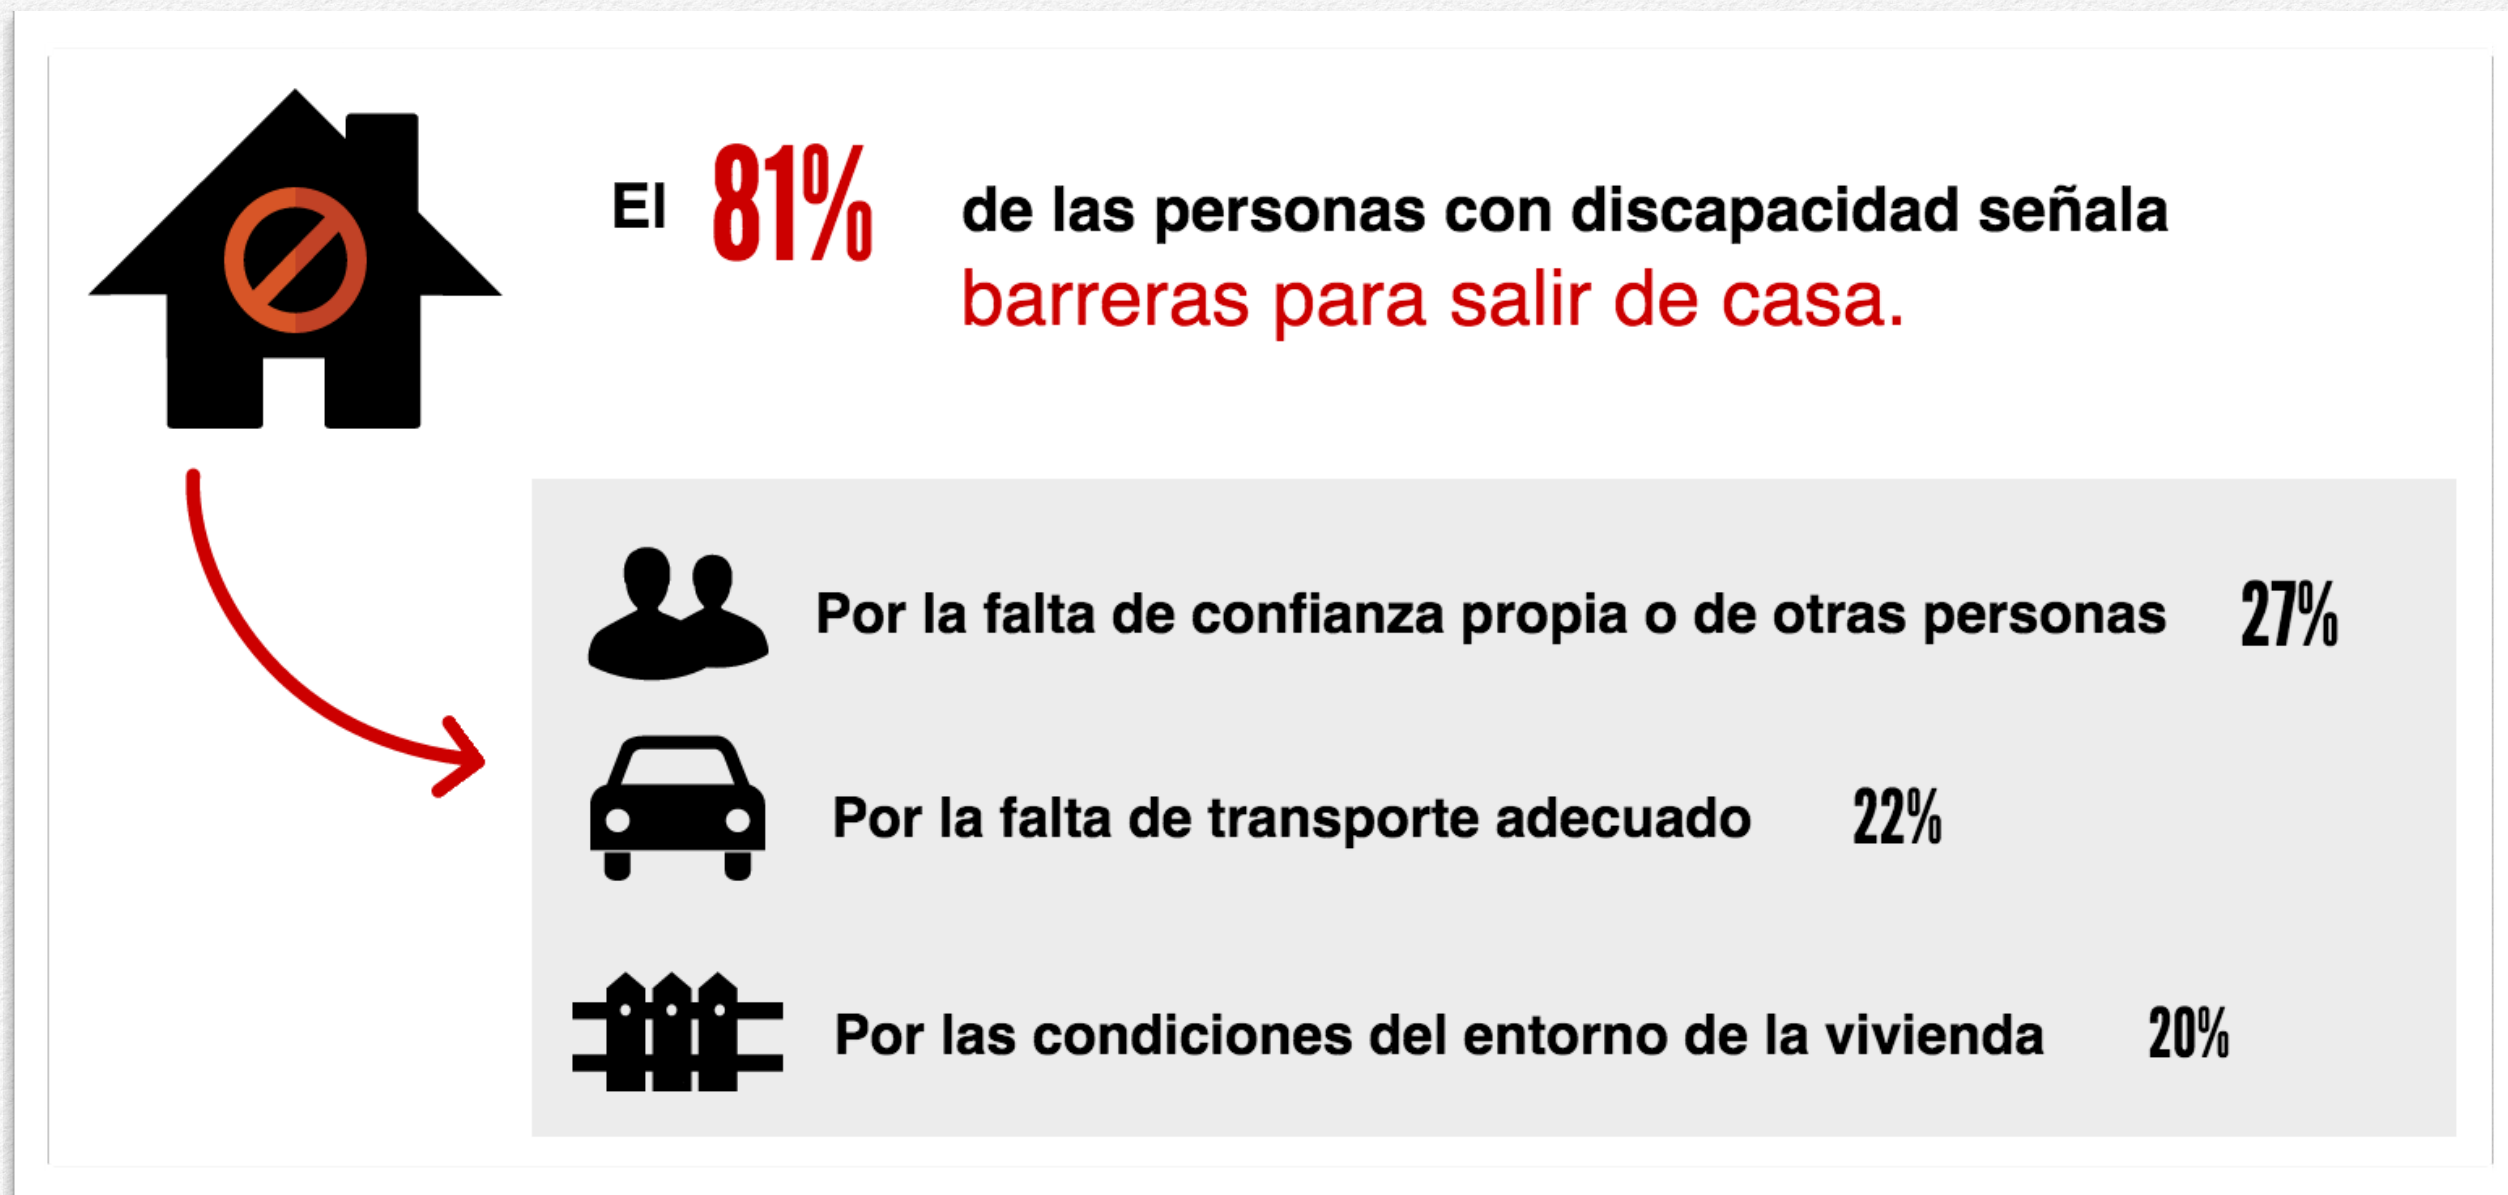 El 81% de las personas con discapacidad señala
barreras para salir de casa.
Por la falta de confianza propia o de otras personas 27%
Por la falta de transporte adecuado 22%
Por las condiciones del entorno de la vivienda 20%